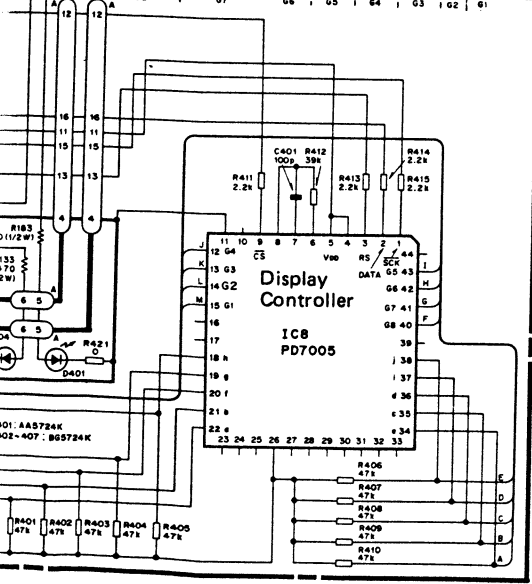 A A G6 G5 G4 G3 G2 G1
12 12
16 16
11 11
15 15
13 13
4 4
C401
100p
R412
39k
R411
2.2k
R413
2.2k
R414
2.2k
R415
2.2k
R183
(1/2W)
A
6 5
6 5
A
R421
0
D401
11 10 9 8 7 6 5 4 3 2 1
CS VDD RS DATA SCK
J 12 G4
K 13 G3
L 14 G2
M 15 G1
16
17
18 h
19 g
20 f
21 b
22 a
23 24 25 26 27 28 29 30 31 32 33
44
G5 43 I
G6 42 H
G7 41 G
G8 40 F
39
j 38
i 37
d 36
c 35
e 34
Display
Controller
IC8
PD7005
401: AA5724K
402~407: BG5724K
R401
47k
R402
47k
R403
47k
R404
47k
R405
47k
R406
47k
E
R407
47k
D
R408
47k
C
R409
47k
B
R410
47k
A